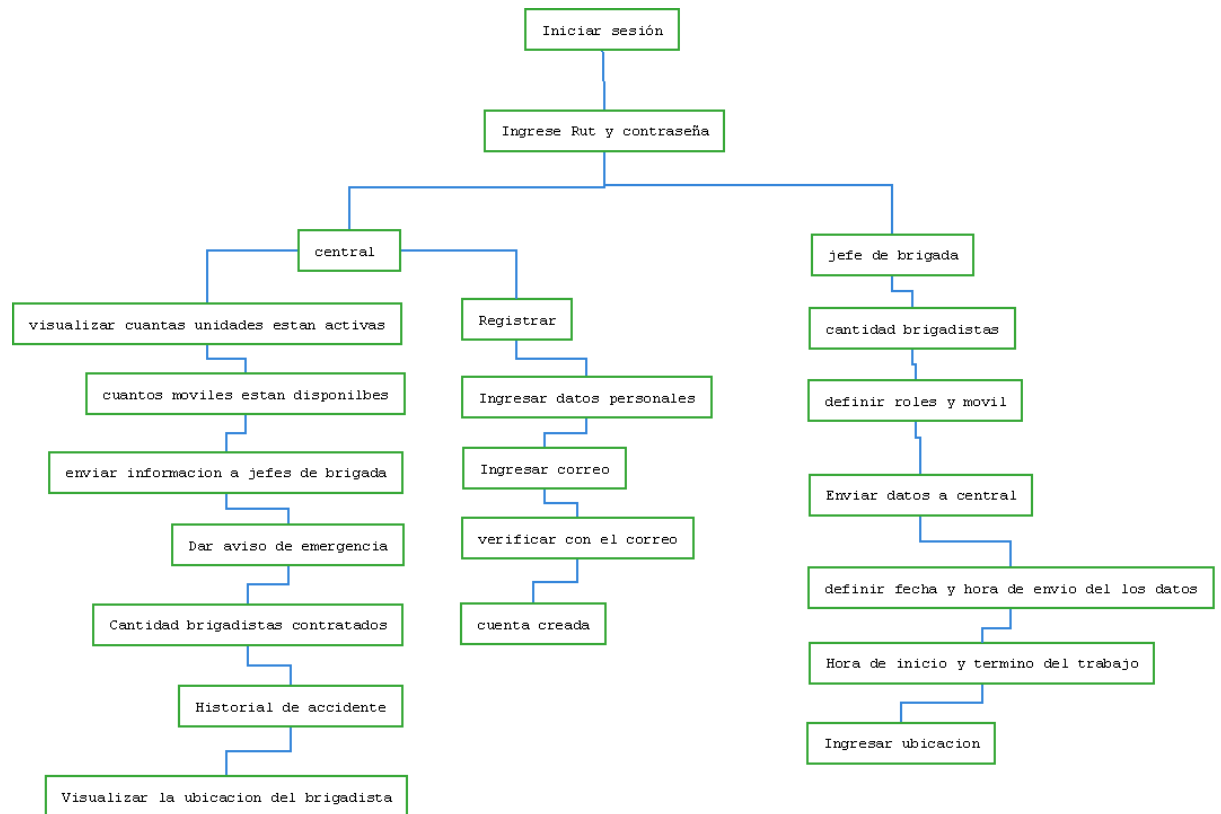 Iniciar sesión
Ingrese Rut y contraseña
central
visualizar cuantas unidades estan activas
cuantos moviles estan disponilbes
enviar informacion a jefes de brigada
Dar aviso de emergencia
Cantidad brigadistas contratados
Historial de accidente
Visualizar la ubicacion del brigadista
Registrar
Ingresar datos personales
Ingresar correo
verificar con el correo
cuenta creada
jefe de brigada
cantidad brigadistas
definir roles y movil
Enviar datos a central
definir fecha y hora de envio del los datos
Hora de inicio y termino del trabajo
Ingresar ubicacion